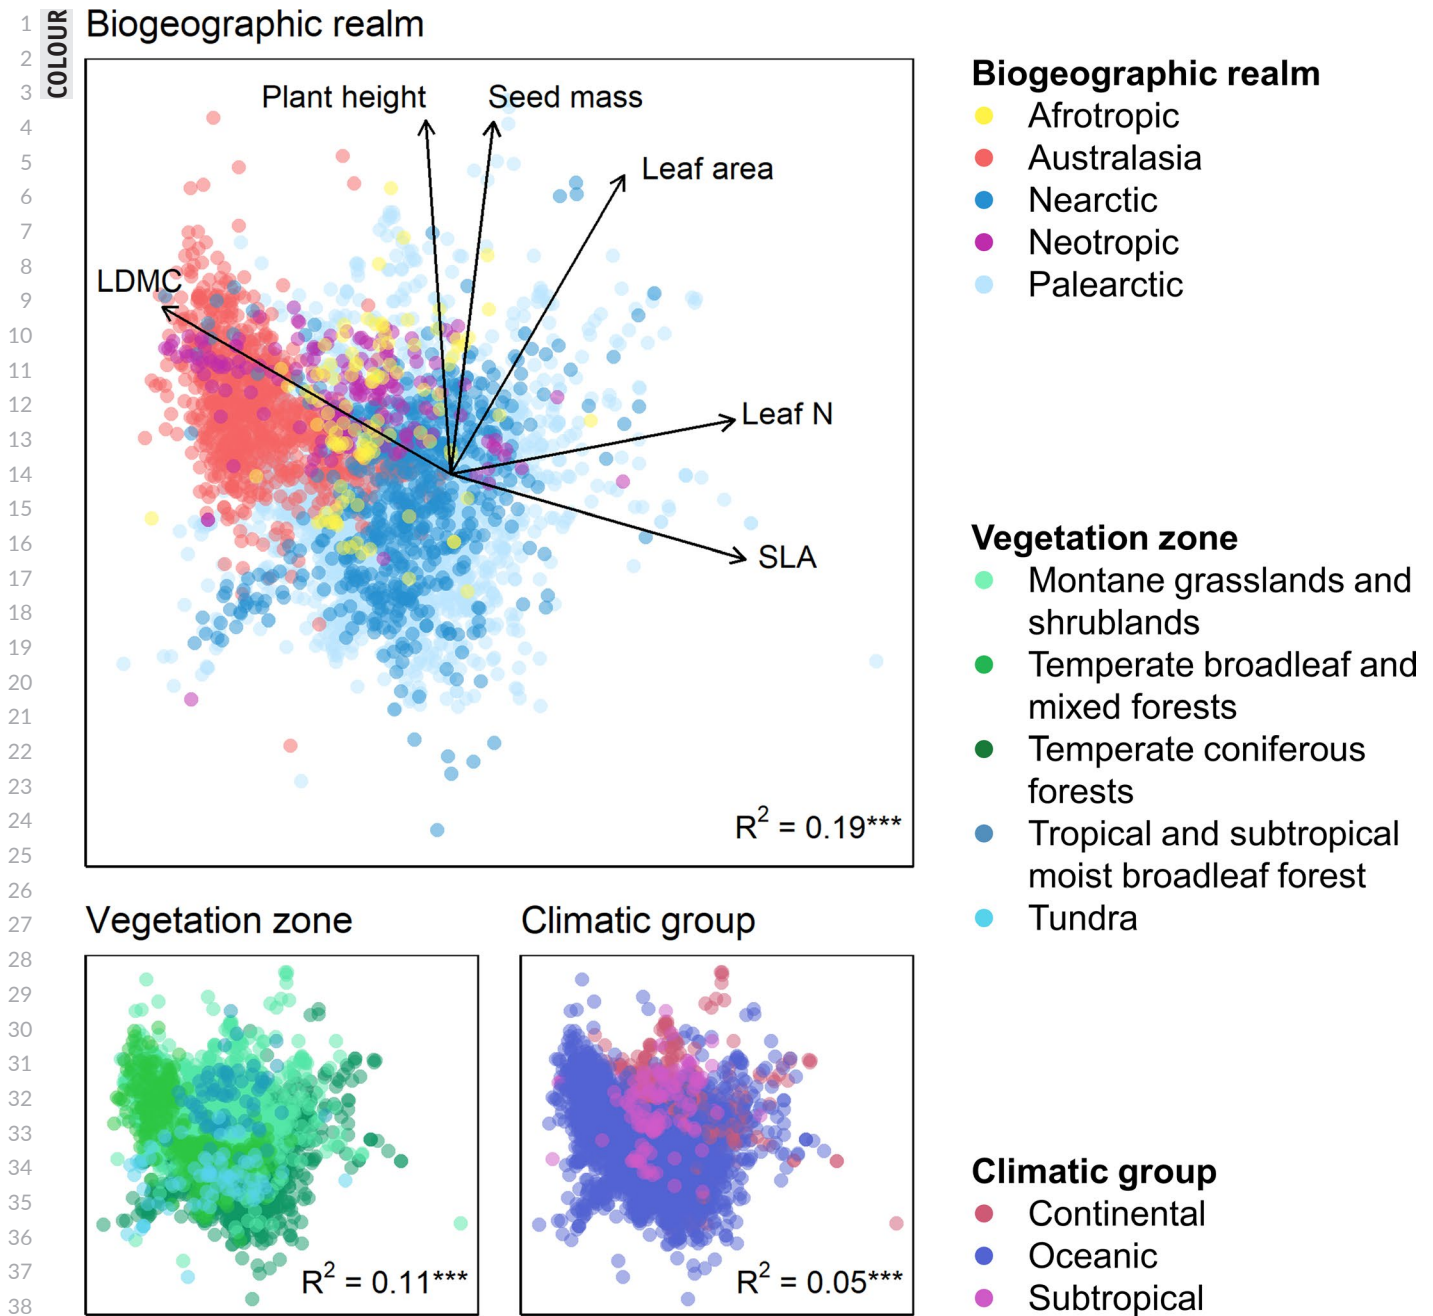 1
2
3
4
5
6
7
8
9
10
11
12
13
14
15
16
17
18
19
20
21
22
23
24
25
26
27
28
29
30
31
32
33
34
35
36
37
38
COLOUR
Biogeographic realm
Plant height
Seed mass
Leaf area
LDMC
Leaf N
SLA
R² = 0.19***
Vegetation zone
R² = 0.11***
Climatic group
R² = 0.05***
Biogeographic realm
Afrotropic
Australasia
Nearctic
Neotropic
Palearctic
Vegetation zone
Montane grasslands and
shrublands
Temperate broadleaf and
mixed forests
Temperate coniferous
forests
Tropical and subtropical
moist broadleaf forest
Tundra
Climatic group
Continental
Oceanic
Subtropical